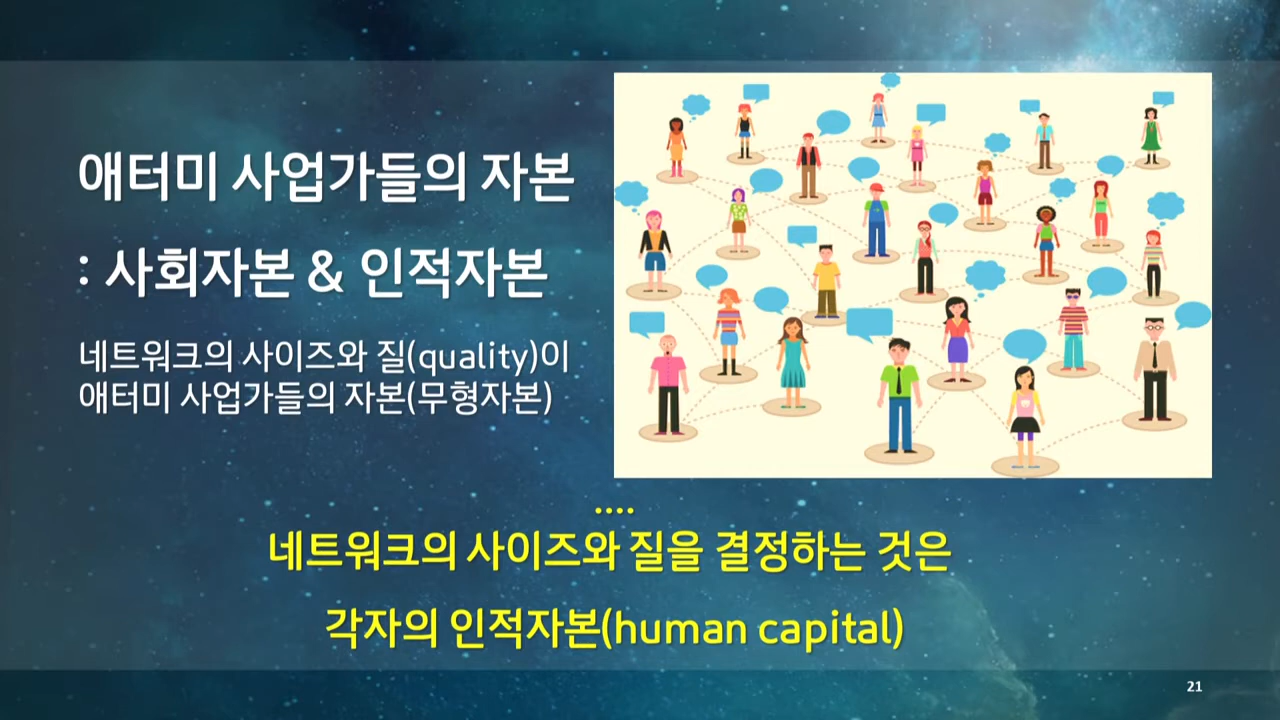 애터미 사업가들의 자본
: 사회자본 & 인적자본
네트워크의 사이즈와 질(quality)이
애터미 사업가들의 자본(무형자본)
....
네트워크의 사이즈와 질을 결정하는 것은
각자의 인적자본(human capital)
21